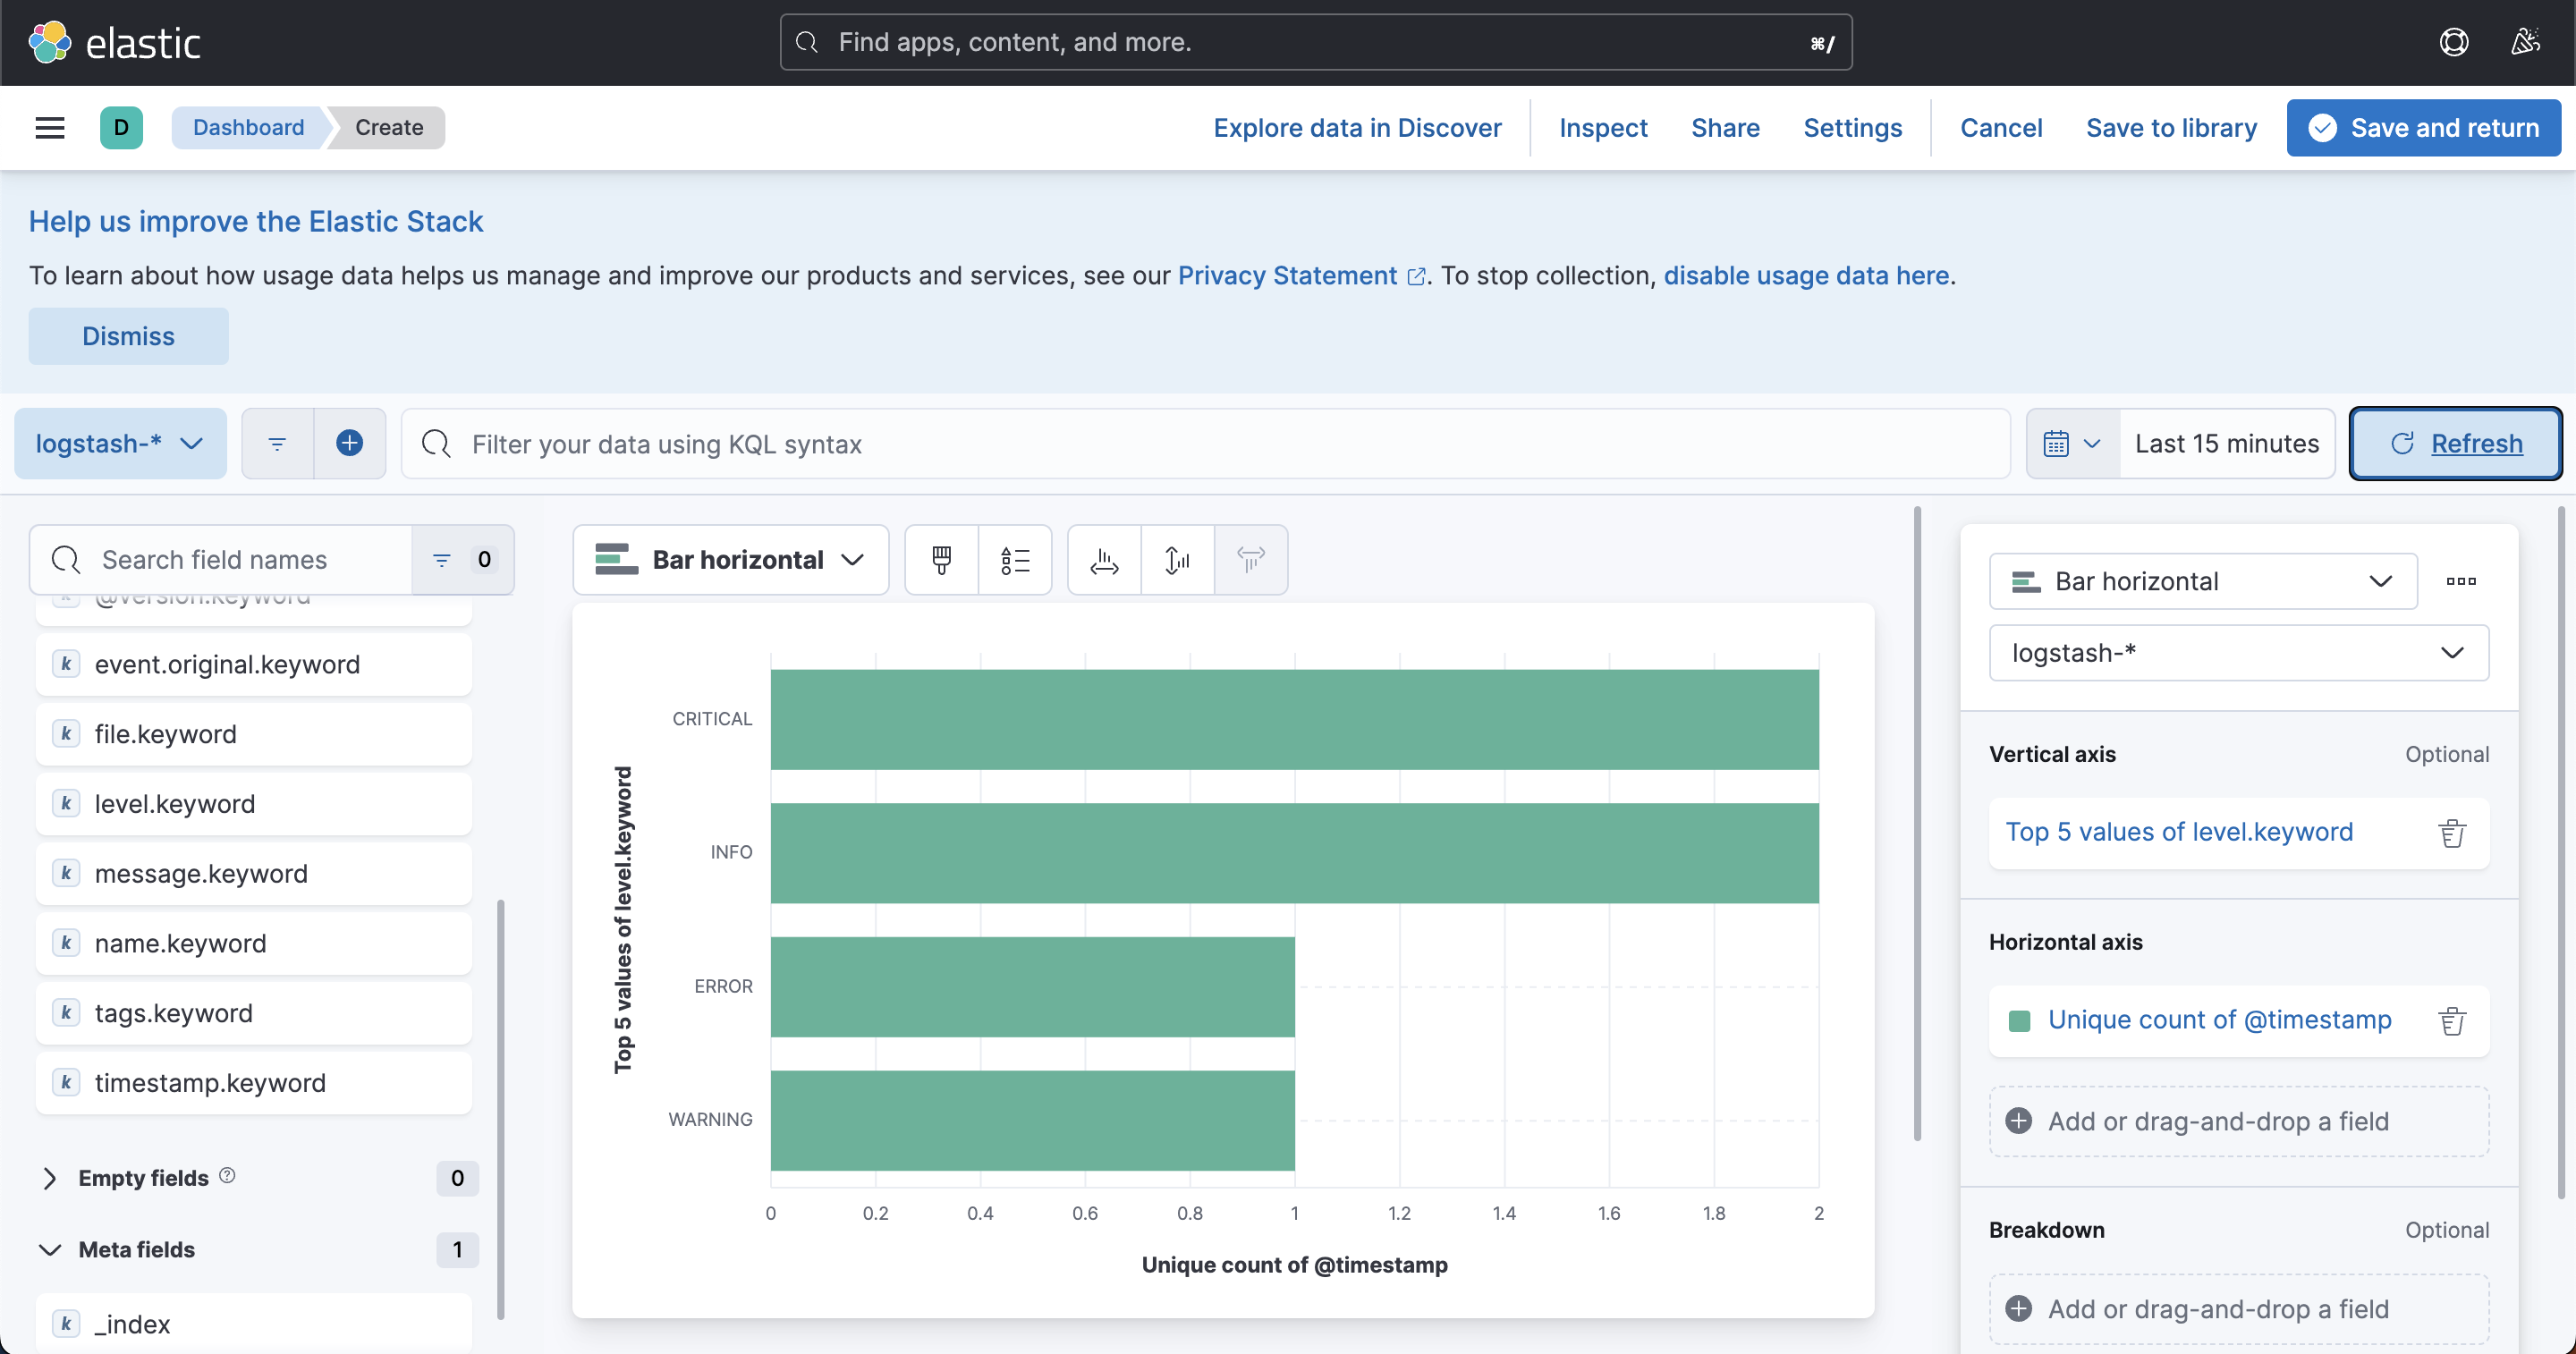 elastic
Find apps, content, and more.
⌘/
D
Dashboard
Create
Explore data in Discover
Inspect
Share
Settings
Cancel
Save to library
Save and return
Help us improve the Elastic Stack
To learn about how usage data helps us manage and improve our products and services, see our Privacy Statement. To stop collection, disable usage data here.
Dismiss
logstash-*
Filter your data using KQL syntax
Last 15 minutes
Refresh
Search field names
0
@version.keyword
k event.original.keyword
k file.keyword
k level.keyword
k message.keyword
k name.keyword
k tags.keyword
k timestamp.keyword
Empty fields
0
Meta fields
1
k _index
Bar horizontal
Top 5 values of level.keyword
CRITICAL
INFO
ERROR
WARNING
0 0.2 0.4 0.6 0.8 1 1.2 1.4 1.6 1.8 2
Unique count of @timestamp
Bar horizontal
logstash-*
Vertical axis
Optional
Top 5 values of level.keyword
Horizontal axis
Unique count of @timestamp
Add or drag-and-drop a field
Breakdown
Optional
Add or drag-and-drop a field